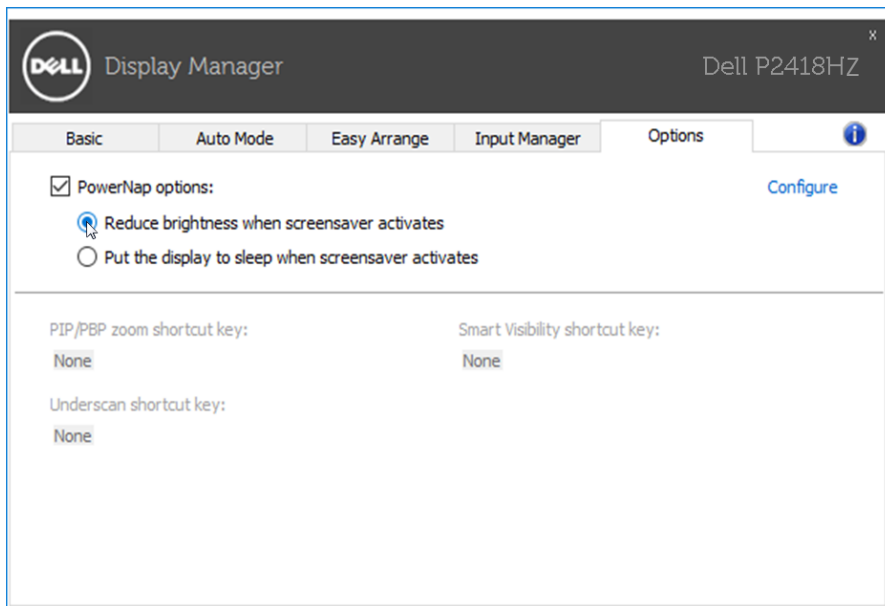 x
DELL Display Manager Dell P2418HZ
Basic Auto Mode Easy Arrange Input Manager Options i
PowerNap options: Configure
Reduce brightness when screensaver activates
Put the display to sleep when screensaver activates
PIP/PBP zoom shortcut key: Smart Visibility shortcut key:
None None
Underscan shortcut key:
None